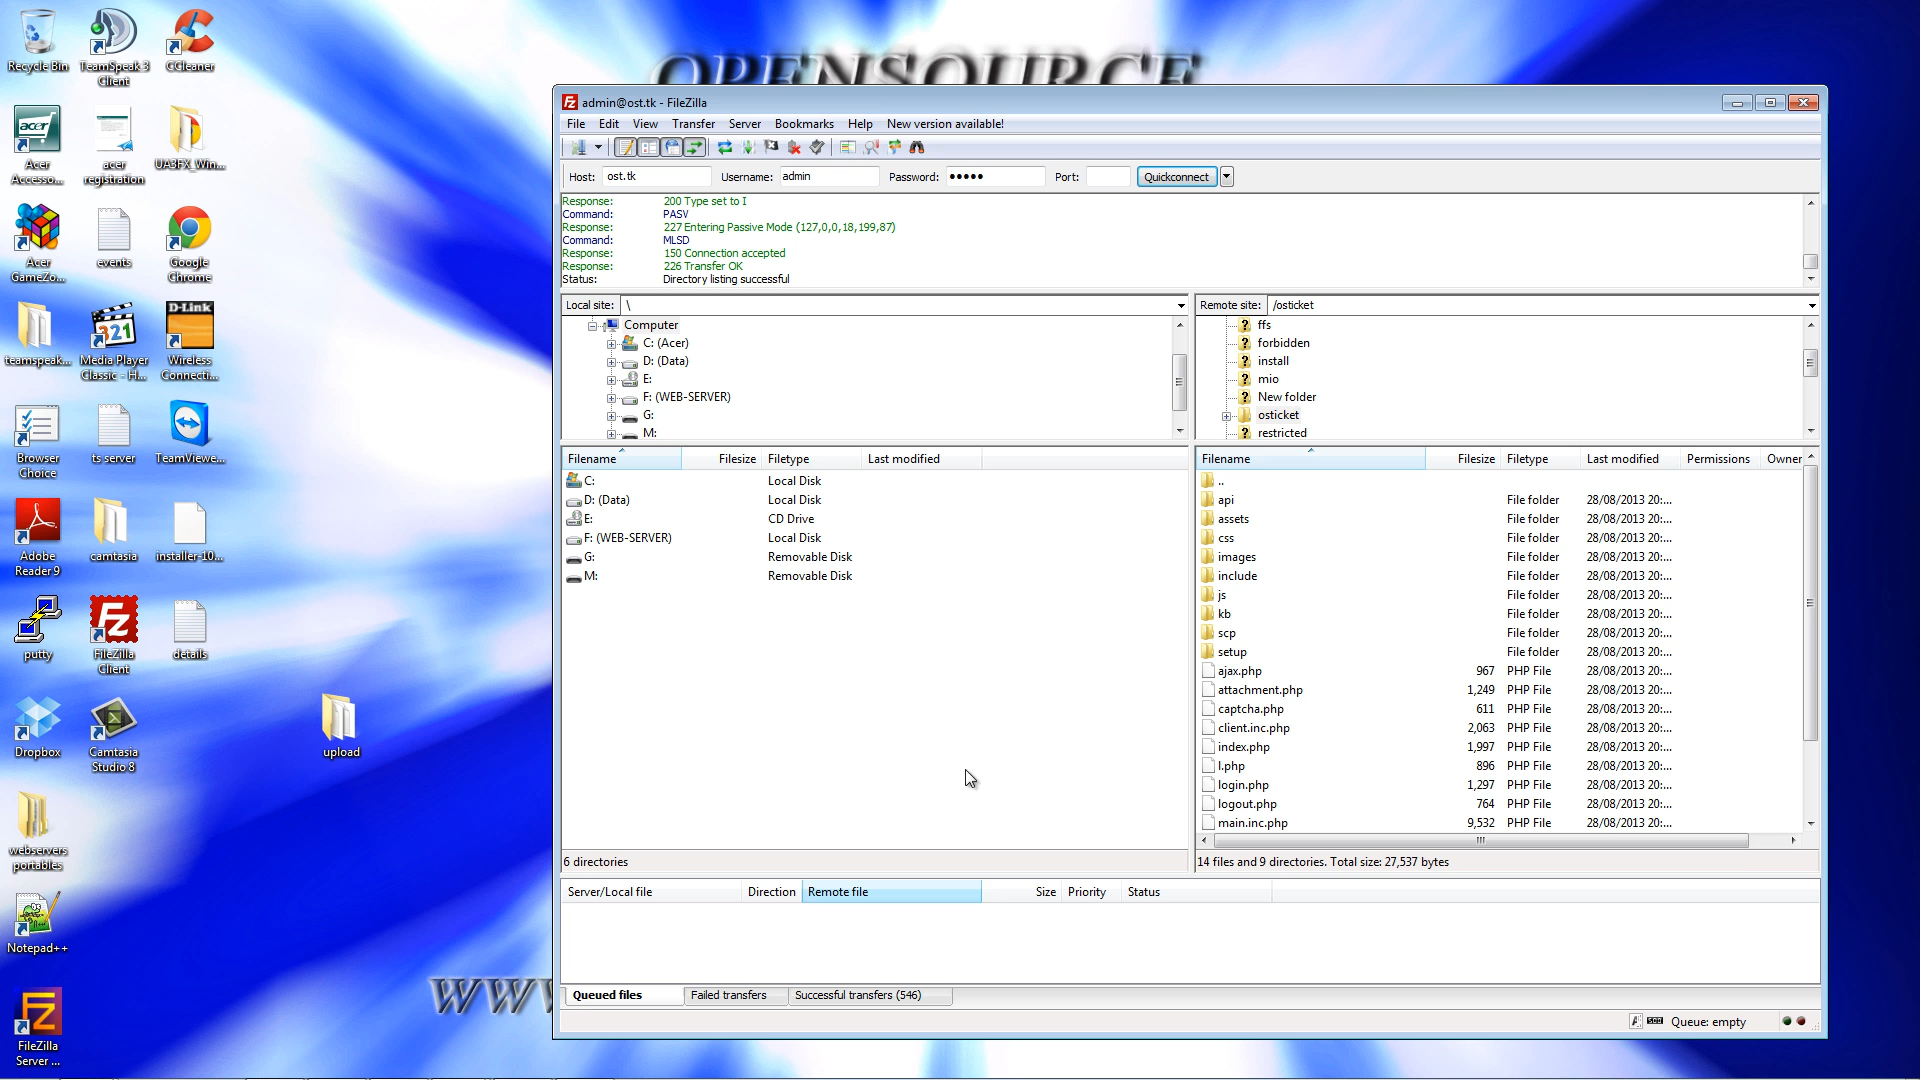 OPENSOURCE
Recycle Bin
TeamSpeak 3 Client
CCleaner
acer
Acer Accesso...
acer registration
UA3FX_Win...
Acer GameZo...
events
Google Chrome
teamspeak...
321
Media Player Classic - H...
D-Link
Wireless Connecti...
Browser Choice
ts server
TeamViewe...
Adobe Reader 9
camtasia
installer-10...
putty
Fz
FileZilla Client
details
Dropbox
Camtasia Studio 8
upload
webservers portables
Notepad++
FileZilla Server ...
WWW
admin@ost.tk - FileZilla
File Edit View Transfer Server Bookmarks Help New version available!
Host: ost.tk Username: admin Password: ●●●●● Port: Quickconnect
Response: 200 Type set to I
Command: PASV
Response: 227 Entering Passive Mode (127,0,0,18,199,87)
Command: MLSD
Response: 150 Connection accepted
Response: 226 Transfer OK
Status: Directory listing successful
Local site: \
Computer
C: (Acer)
D: (Data)
E:
F: (WEB-SERVER)
G:
M:
Filename Filesize Filetype Last modified
C: Local Disk
D: (Data) Local Disk
E: CD Drive
F: (WEB-SERVER) Local Disk
G: Removable Disk
M: Removable Disk
6 directories
Remote site: /osticket
? ffs
? forbidden
? install
? mio
? New folder
osticket
? restricted
Filename Filesize Filetype Last modified Permissions Owner
..
api File folder 28/08/2013 20:...
assets File folder 28/08/2013 20:...
css File folder 28/08/2013 20:...
images File folder 28/08/2013 20:...
include File folder 28/08/2013 20:...
js File folder 28/08/2013 20:...
kb File folder 28/08/2013 20:...
scp File folder 28/08/2013 20:...
setup File folder 28/08/2013 20:...
ajax.php 967 PHP File 28/08/2013 20:...
attachment.php 1,249 PHP File 28/08/2013 20:...
captcha.php 611 PHP File 28/08/2013 20:...
client.inc.php 2,063 PHP File 28/08/2013 20:...
index.php 1,997 PHP File 28/08/2013 20:...
l.php 896 PHP File 28/08/2013 20:...
login.php 1,297 PHP File 28/08/2013 20:...
logout.php 764 PHP File 28/08/2013 20:...
main.inc.php 9,532 PHP File 28/08/2013 20:...
14 files and 9 directories. Total size: 27,537 bytes
Server/Local file Direction Remote file Size Priority Status
Queued files Failed transfers Successful transfers (546)
Queue: empty